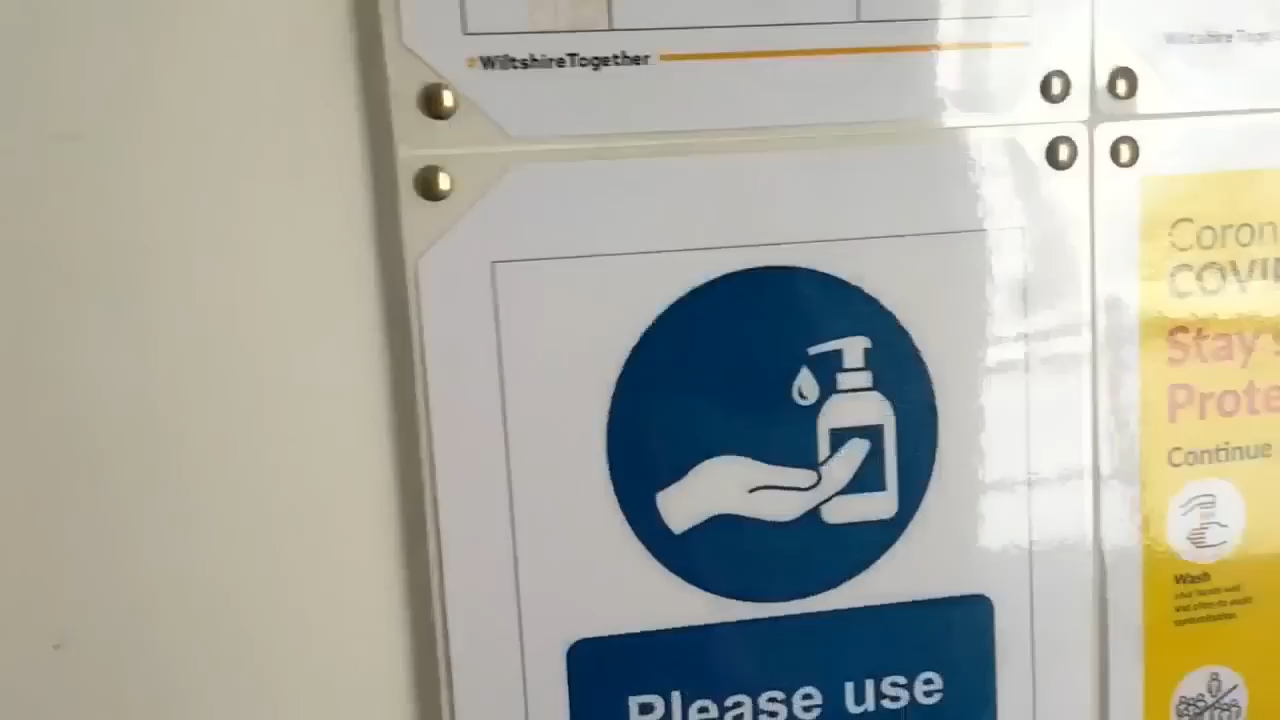 #WiltshireTogether
Please use
Coron
COVID
Stay s
Prote
Continue
Wash